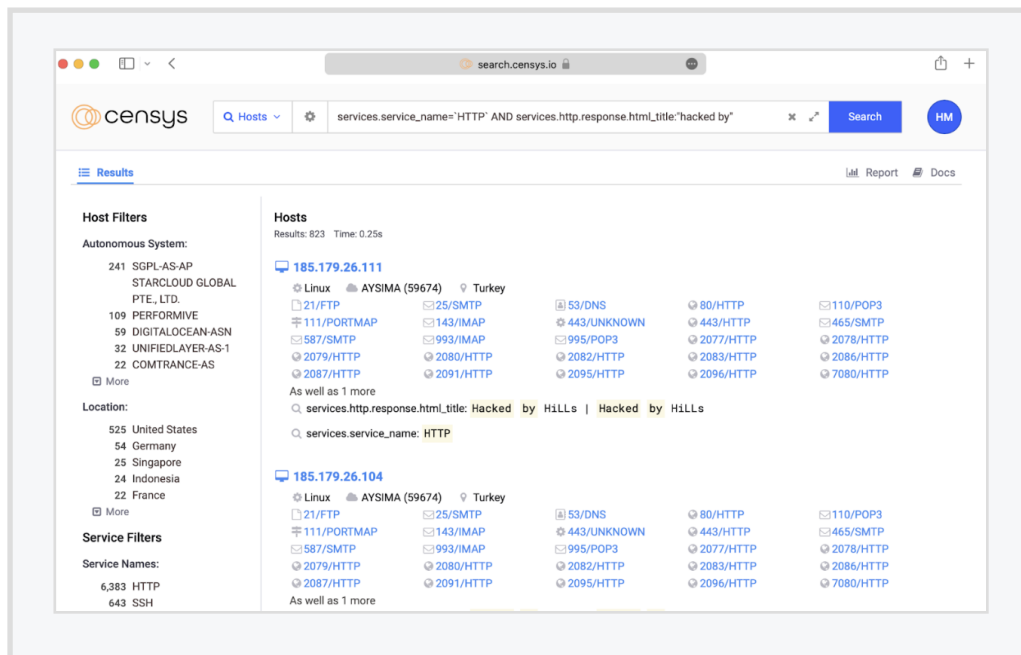 search.censys.io
censys
Hosts
services.service_name=`HTTP` AND services.http.response.html_title:"hacked by"
Search
HM
Results
Report
Docs
Host Filters
Autonomous System:
241 SGPL-AS-AP
STARCLOUD GLOBAL
PTE., LTD.
109 PERFORMIVE
59 DIGITALOCEAN-ASN
32 UNIFIEDLAYER-AS-1
22 COMTRANCE-AS
More
Location:
525 United States
54 Germany
25 Singapore
24 Indonesia
22 France
More
Service Filters
Service Names:
6,383 HTTP
643 SSH
Hosts
Results: 823 Time: 0.25s
185.179.26.111
Linux AYSIMA (59674) Turkey
21/FTP 25/SMTP 53/DNS 80/HTTP 110/POP3
111/PORTMAP 143/IMAP 443/UNKNOWN 443/HTTP 465/SMTP
587/SMTP 993/IMAP 995/POP3 2077/HTTP 2078/HTTP
2079/HTTP 2080/HTTP 2082/HTTP 2083/HTTP 2086/HTTP
2087/HTTP 2091/HTTP 2095/HTTP 2096/HTTP 7080/HTTP
As well as 1 more
services.http.response.html_title: Hacked by HiLLs | Hacked by HiLLs
services.service_name: HTTP
185.179.26.104
Linux AYSIMA (59674) Turkey
21/FTP 25/SMTP 53/DNS 80/HTTP 110/POP3
111/PORTMAP 143/IMAP 443/UNKNOWN 443/HTTP 465/SMTP
587/SMTP 993/IMAP 995/POP3 2077/HTTP 2078/HTTP
2079/HTTP 2080/HTTP 2082/HTTP 2083/HTTP 2086/HTTP
2087/HTTP 2091/HTTP 2095/HTTP 2096/HTTP 7080/HTTP
As well as 1 more